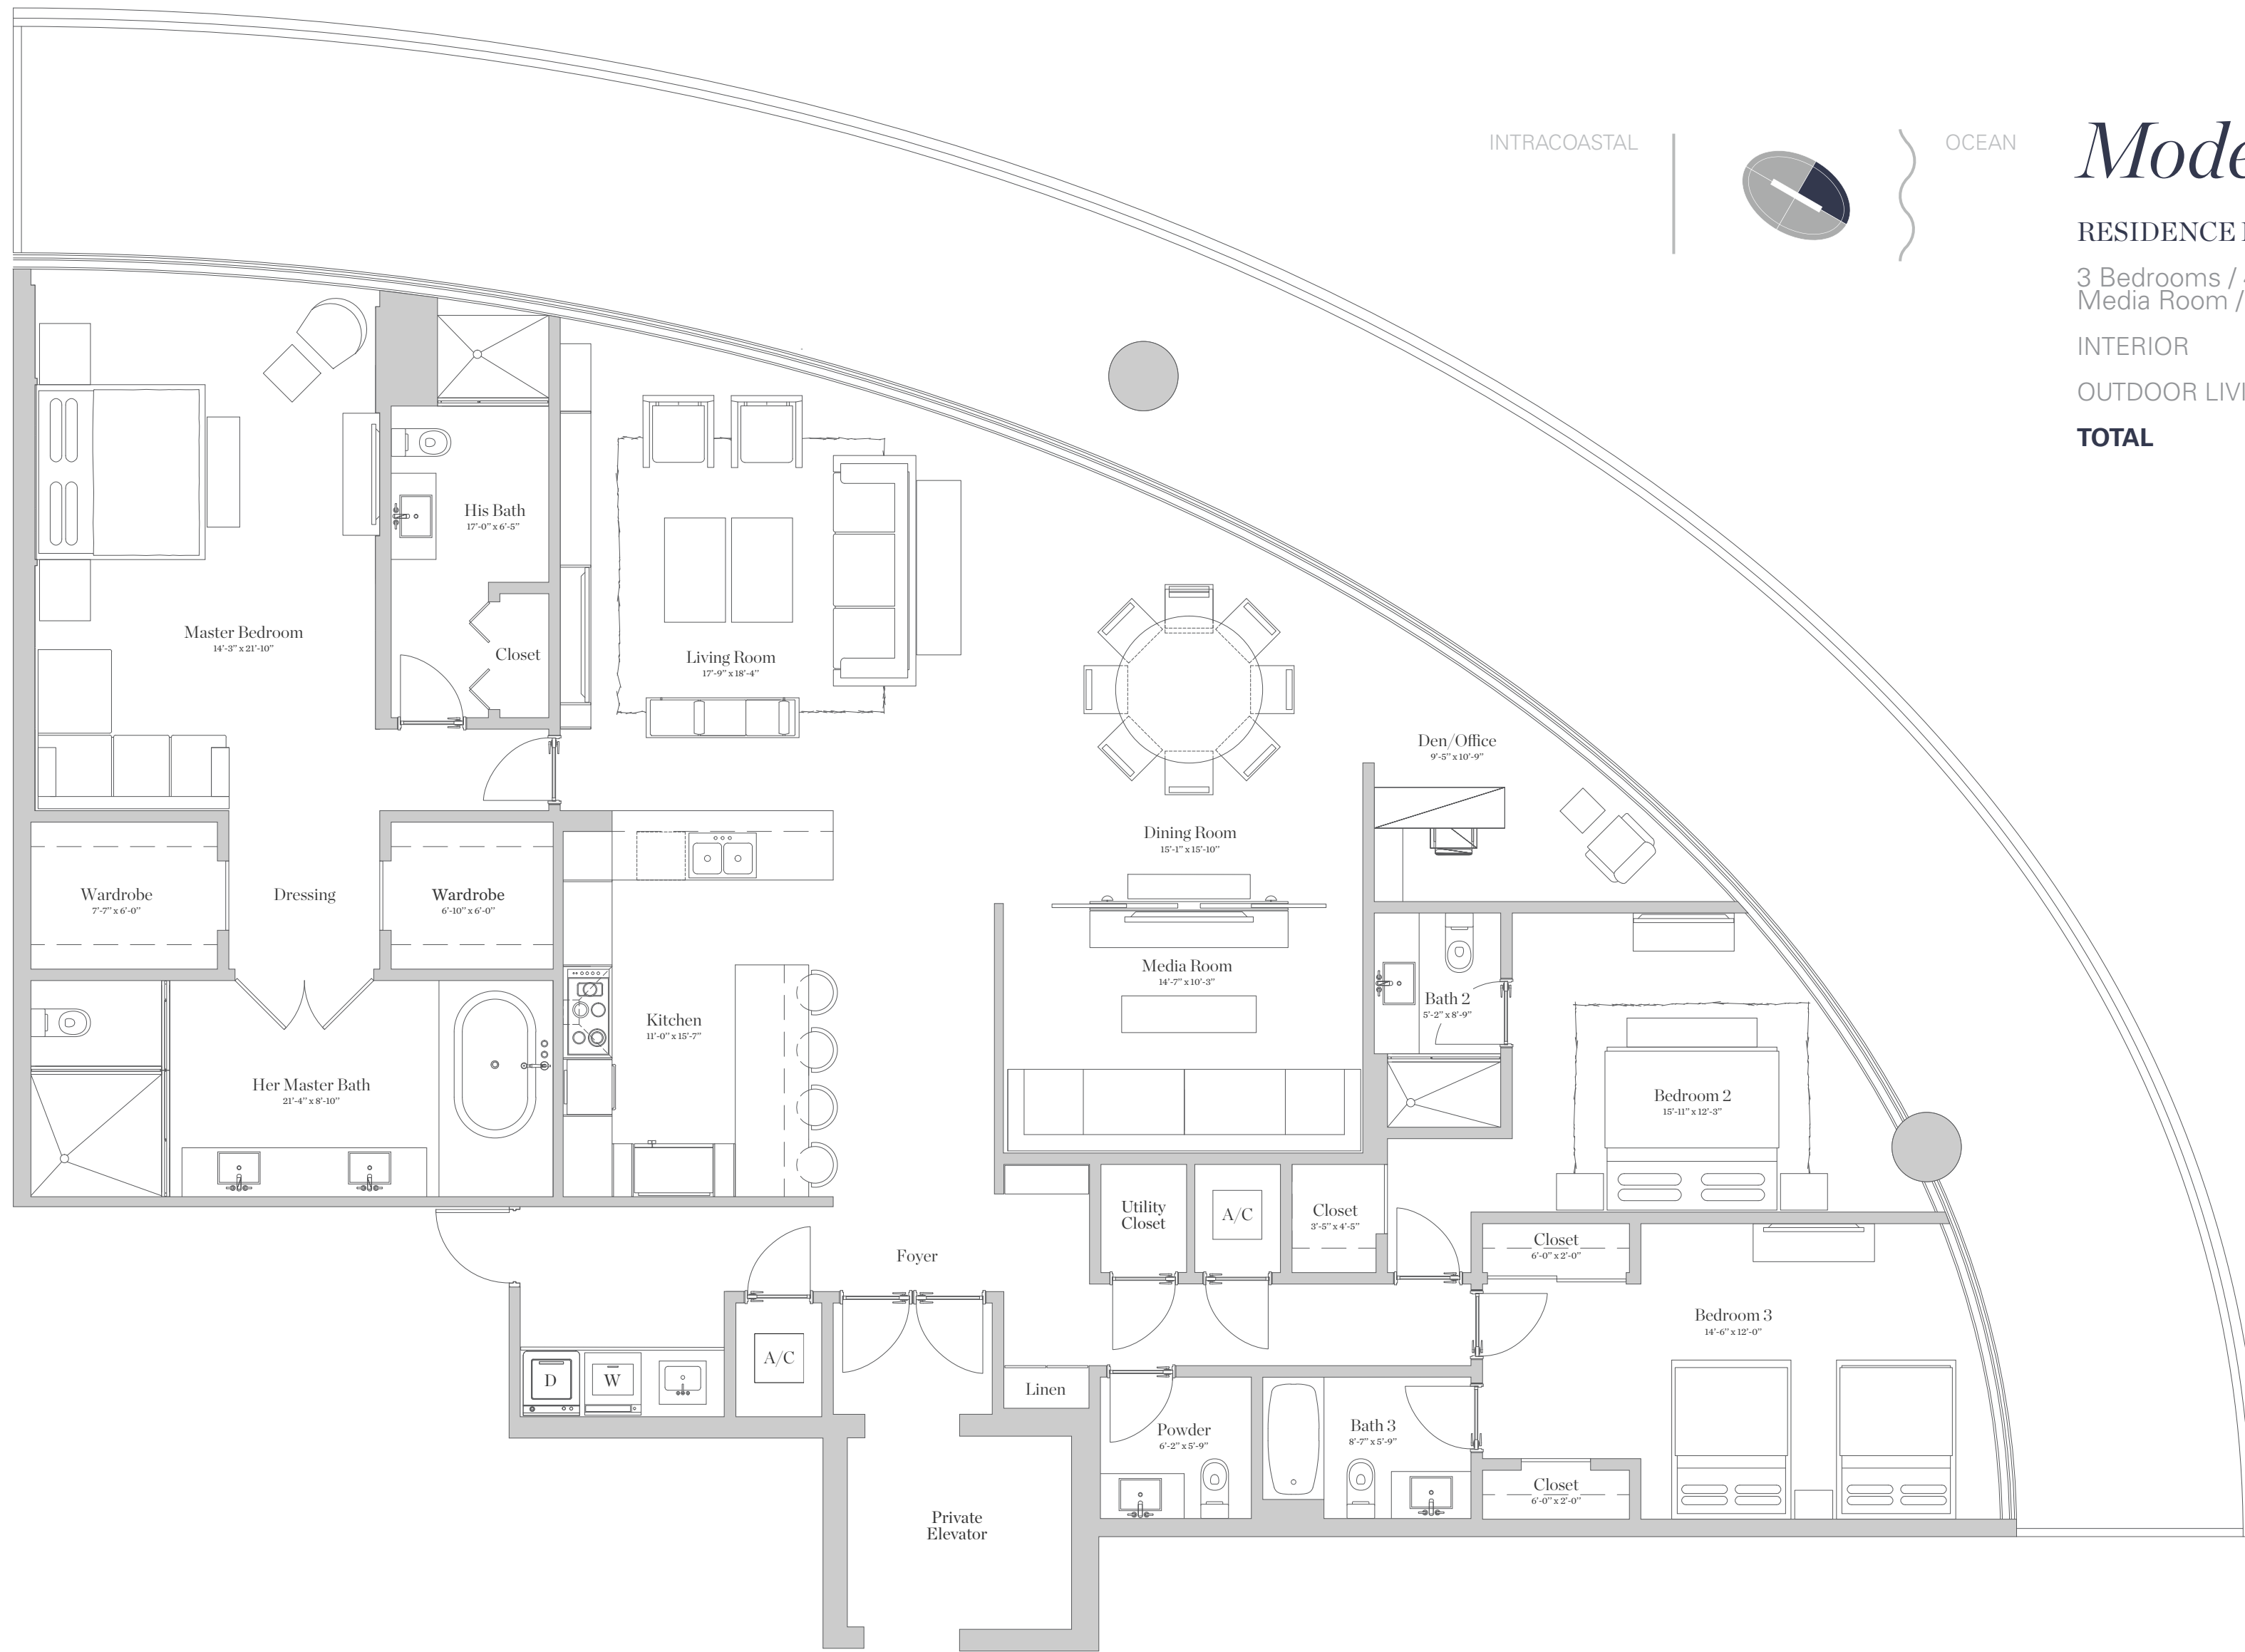 INTRACOASTAL
OCEAN
RESIDENCE
3 Bedrooms /
Media Room /
INTERIOR
OUTDOOR
TOTAL
His Bath
17'-0" x 6'-5"
Master Bedroom
14'-3" x 21'-10"
Closet
Living Room
17'-9" x 18'-4"
Den/Office
9'-5" x 10'-9"
Dining Room
15'-1" x 15'-10"
Wardrobe
7'-7" x 6'-0"
Dressing
Wardrobe
6'-10" x 6'-0"
Media Room
14'-7" x 10'-3"
Bath 2
5'-2" x 8'-9"
Kitchen
11'-0" x 15'-7"
Her Master Bath
21'-4" x 8'-10"
Bedroom 2
15'-11" x 12'-3"
Utility
Closet
A/C
Closet
3'-5" x 4'-5"
Closet
6'-0" x 2'-0"
Foyer
Bedroom 3
14'-6" x 12'-0"
A/C
D
W
Linen
Powder
6'-2" x 5'-9"
Bath 3
8'-7" x 5'-9"
Closet
6'-0" x 2'-0"
Private
Elevator